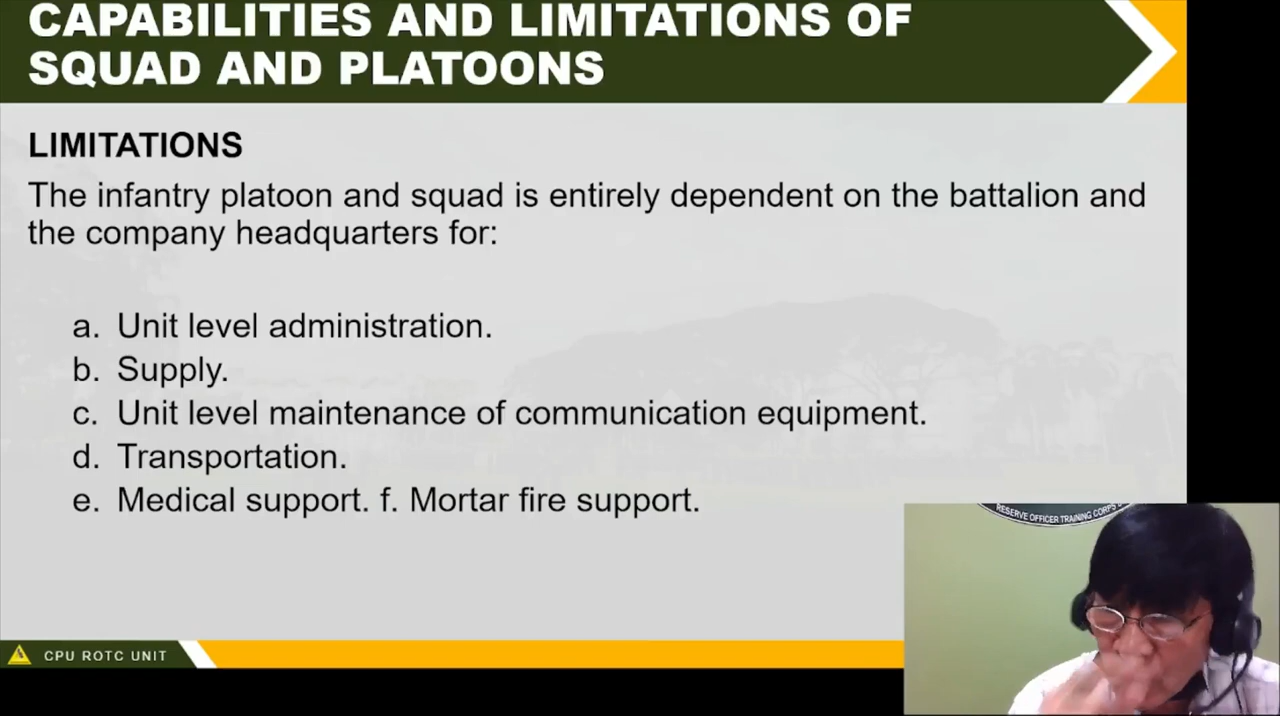 CAPABILITIES AND LIMITATIONS OF
SQUAD AND PLATOONS
LIMITATIONS
The infantry platoon and squad is entirely dependent on the battalion and
the company headquarters for:
a. Unit level administration.
b. Supply.
c. Unit level maintenance of communication equipment.
d. Transportation.
e. Medical support. f. Mortar fire support.
RESERVE OFFICER TRAINING CORPS
CPU ROTC UNIT